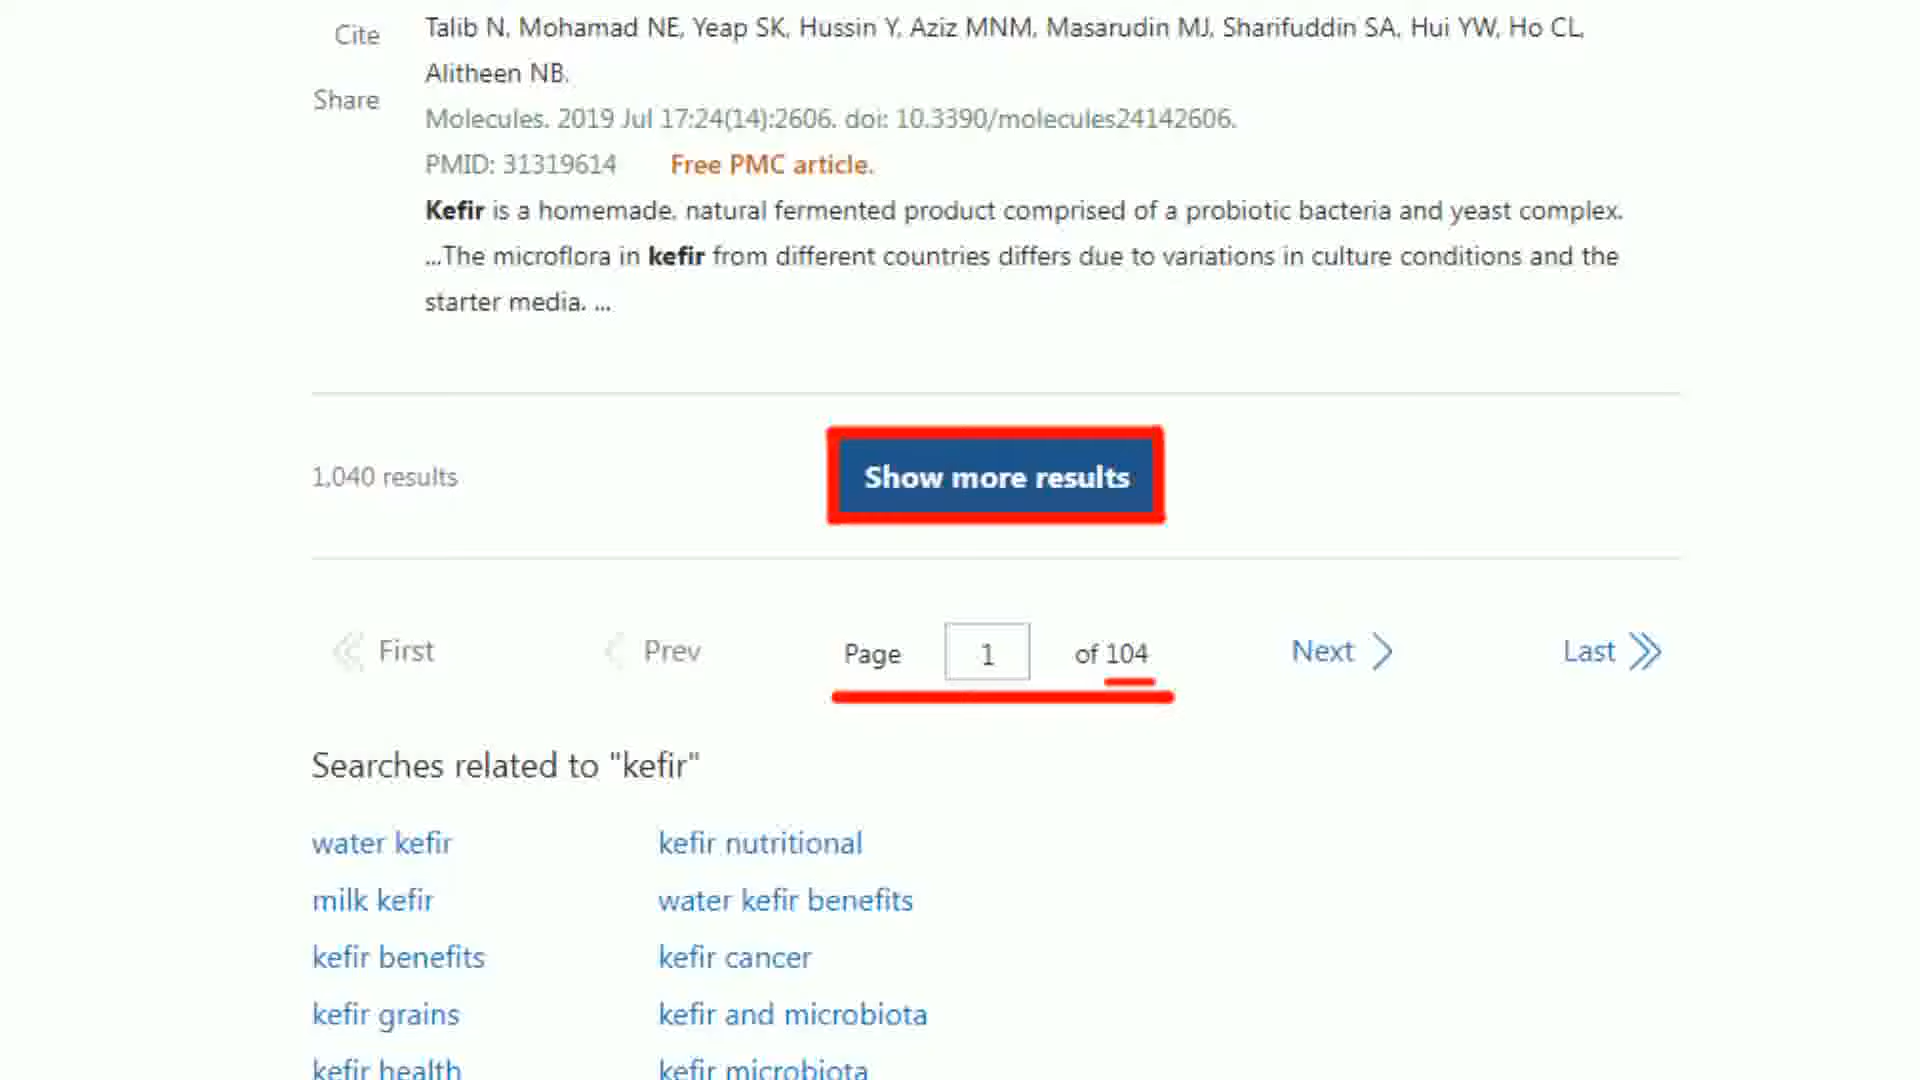 Cite
Talib N, Mohamad NE, Yeap SK, Hussin Y, Aziz MNM, Masarudin MJ, Sharifuddin SA, Hui YW, Ho CL,
Alitheen NB.
Share
Molecules. 2019 Jul 17;24(14):2606. doi: 10.3390/molecules24142606.
PMID: 31319614 Free PMC article.
Kefir is a homemade, natural fermented product comprised of a probiotic bacteria and yeast complex.
...The microflora in kefir from different countries differs due to variations in culture conditions and the
starter media. ...
1,040 results
Show more results
First Prev Page 1 of 104 Next Last
Searches related to "kefir"
water kefir
kefir nutritional
milk kefir
water kefir benefits
kefir benefits
kefir cancer
kefir grains
kefir and microbiota
kefir health
kefir microbiota